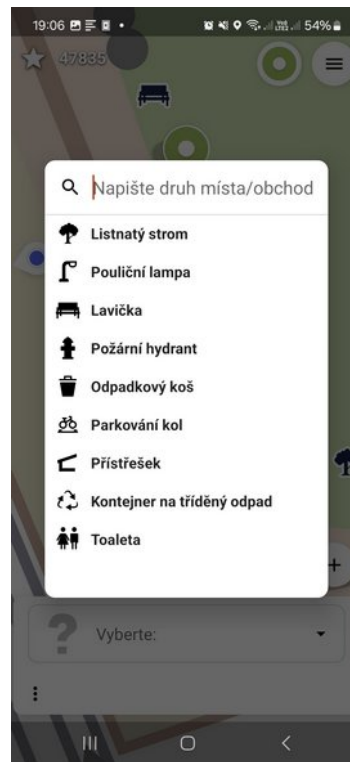 19:06
54%
47835
Napište druh místa/obchod
Listnatý strom
Pouliční lampa
Lavička
Požární hydrant
Odpadkový koš
Parkování kol
Přístřešek
Kontejner na tříděný odpad
Toaleta
+
?
Vyberte: